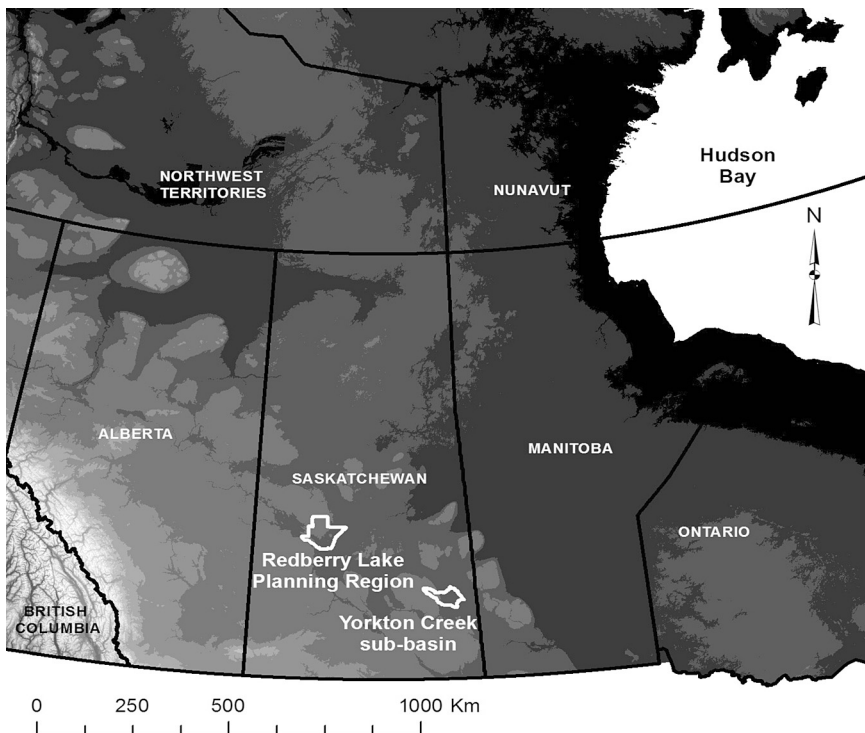 Hudson
Bay
NORTHWEST
TERRITORIES
NUNAVUT
N
ALBERTA
SASKATCHEWAN
MANITOBA
ONTARIO
Redberry Lake
Planning Region
BRITISH
COLUMBIA
Yorkton Creek
sub-basin
0 250 500 1000 Km